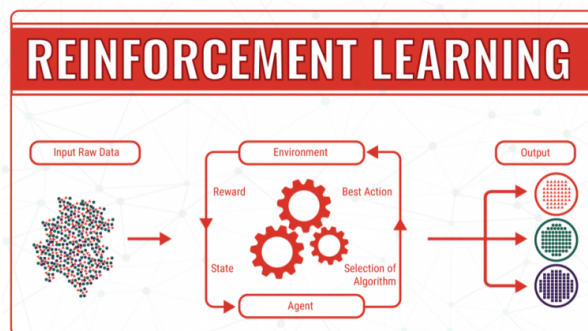 REINFORCEMENT LEARNING
Input Raw Data
Environment
Output
Reward
Best Action
State
Selection of
Algorithm
Agent